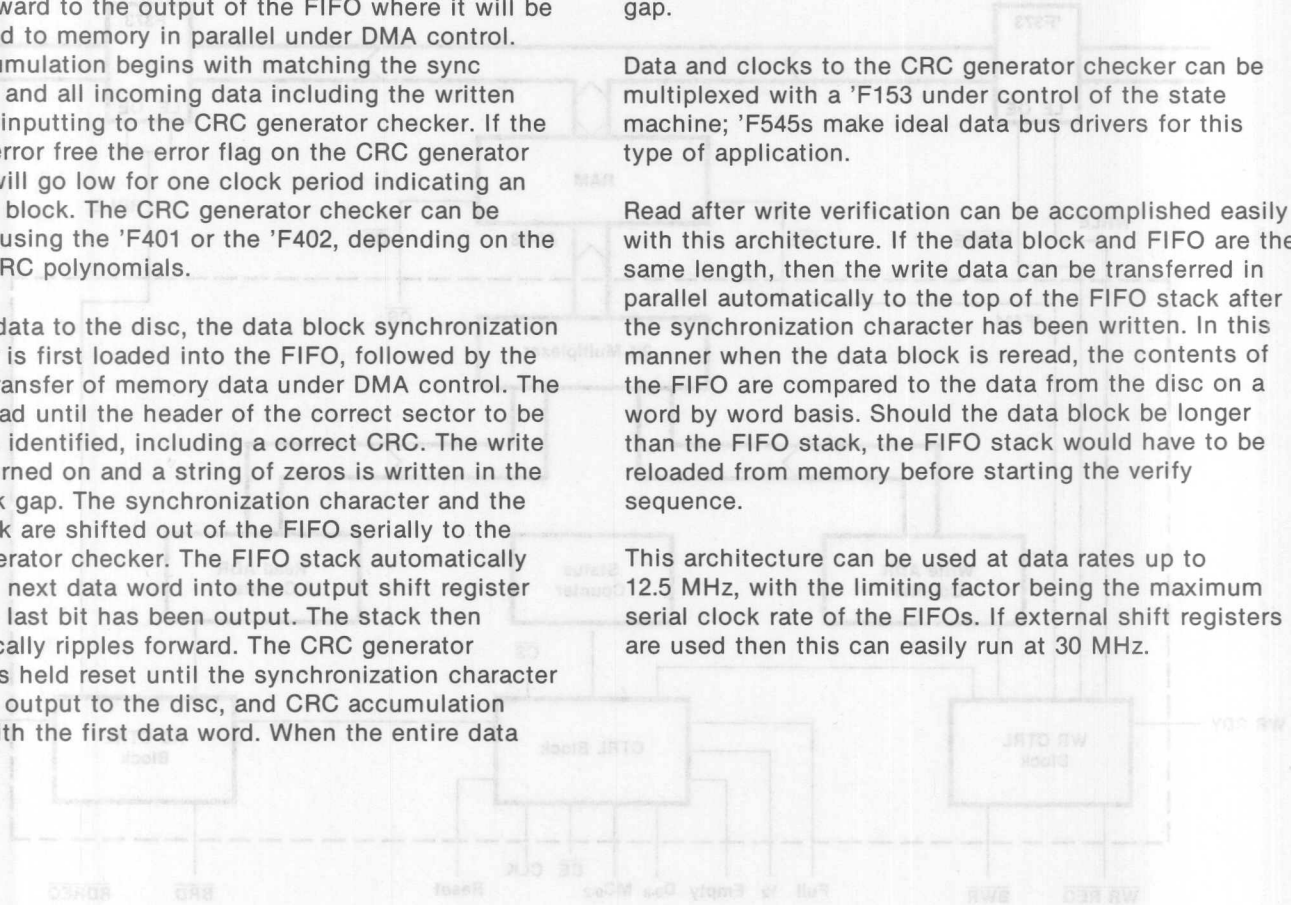 ward to the output of the FIFO where it will be
d to memory in parallel under DMA control.
umulation begins with matching the sync
and all incoming data including the written
inputting to the CRC generator checker. If the
error free the error flag on the CRC generator
will go low for one clock period indicating an
block. The CRC generator checker can be
using the 'F401 or the 'F402, depending on the
RC polynomials.
data to the disc, the data block synchronization
is first loaded into the FIFO, followed by the
ransfer of memory data under DMA control. The
ad until the header of the correct sector to be
identified, including a correct CRC. The write
rned on and a string of zeros is written in the
k gap. The synchronization character and the
k are shifted out of the FIFO serially to the
erator checker. The FIFO stack automatically
next data word into the output shift register
last bit has been output. The stack then
cally ripples forward. The CRC generator
s held reset until the synchronization character
output to the disc, and CRC accumulation
ith the first data word. When the entire data
gap.
Data and clocks to the CRC generator checker can be
multiplexed with a 'F153 under control of the state
machine; 'F545s make ideal data bus drivers for this
type of application.
Read after write verification can be accomplished easily
with this architecture. If the data block and FIFO are the
same length, then the write data can be transferred in
parallel automatically to the top of the FIFO stack after
the synchronization character has been written. In this
manner when the data block is reread, the contents of
the FIFO are compared to the data from the disc on a
word by word basis. Should the data block be longer
than the FIFO stack, the FIFO stack would have to be
reloaded from memory before starting the verify
sequence.
This architecture can be used at data rates up to
12.5 MHz, with the limiting factor being the maximum
serial clock rate of the FIFOs. If external shift registers
are used then this can easily run at 30 MHz.